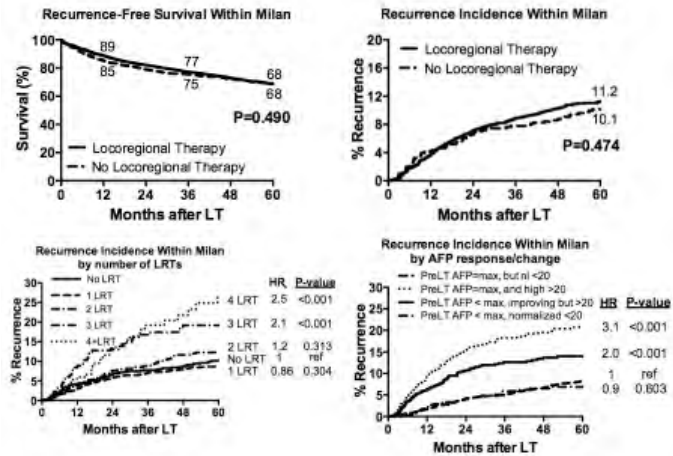 Recurrence-Free Survival Within Milan
100
80
60
40
20
0
Survival (%)
89
85
77
75
68
68
P=0.490
Locoregional Therapy
No Locoregional Therapy
0 12 24 36 48 60
Months after LT
Recurrence Incidence Within Milan
20
16
12
8
4
0
% Recurrence
Locoregional Therapy
No Locoregional Therapy
11.2
10.1
P=0.474
0 12 24 36 48 60
Months after LT
Recurrence Incidence Within Milan
by number of LRTs
30
25
20
15
10
5
0
% Recurrence
No LRT
1 LRT
2 LRT
3 LRT
4+LRT
HR P-value
4 LRT 2.5 <0.001
3 LRT 2.1 <0.001
2 LRT 1.2 0.313
No LRT 1 ref
1 LRT 0.86 0.304
0 12 24 36 48 60
Months after LT
Recurrence Incidence Within Milan
by AFP response/change
30
25
20
15
10
5
0
% Recurrence
PreLT AFP=max, but nl <20
PreLT AFP=max, and high >20
PreLT AFP < max, improving but >20
PreLT AFP < max, normalized <20
HR P-value
3.1 <0.001
2.0 <0.001
1 ref
0.9 0.603
0 12 24 36 48 60
Months after LT